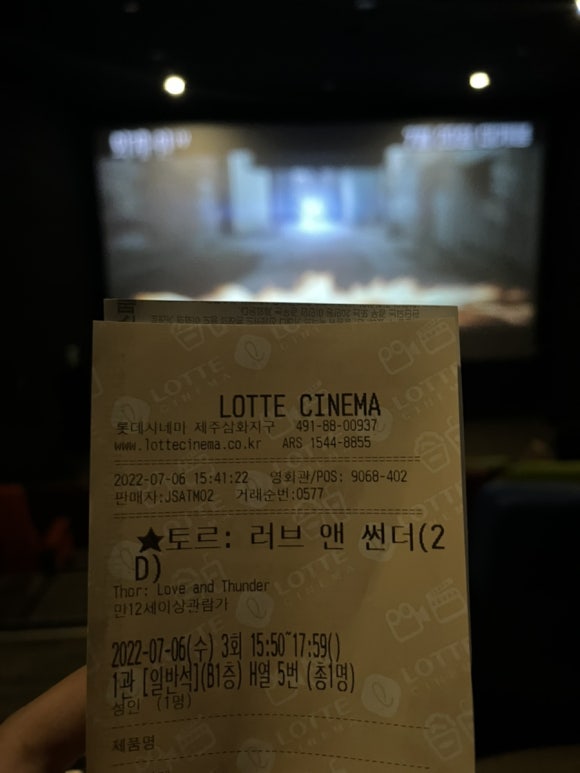 LOTTE CINEMA
롯데시네마 제주삼화지구 491-88-00937
www.lottecinema.co.kr ARS 1544-8855
2022-07-06 15:41:22 영화관/POS: 9068-402
판매자:JSATM02 거래순번:0577
★토르: 러브 앤 썬더(2
D)
Thor: Love and Thunder
만12세이상관람가
2022-07-06(수) 3회 15:50~17:59()
1관 [일반석](B1층) H열 5번 (총1명)
성인 (1명)
제품명